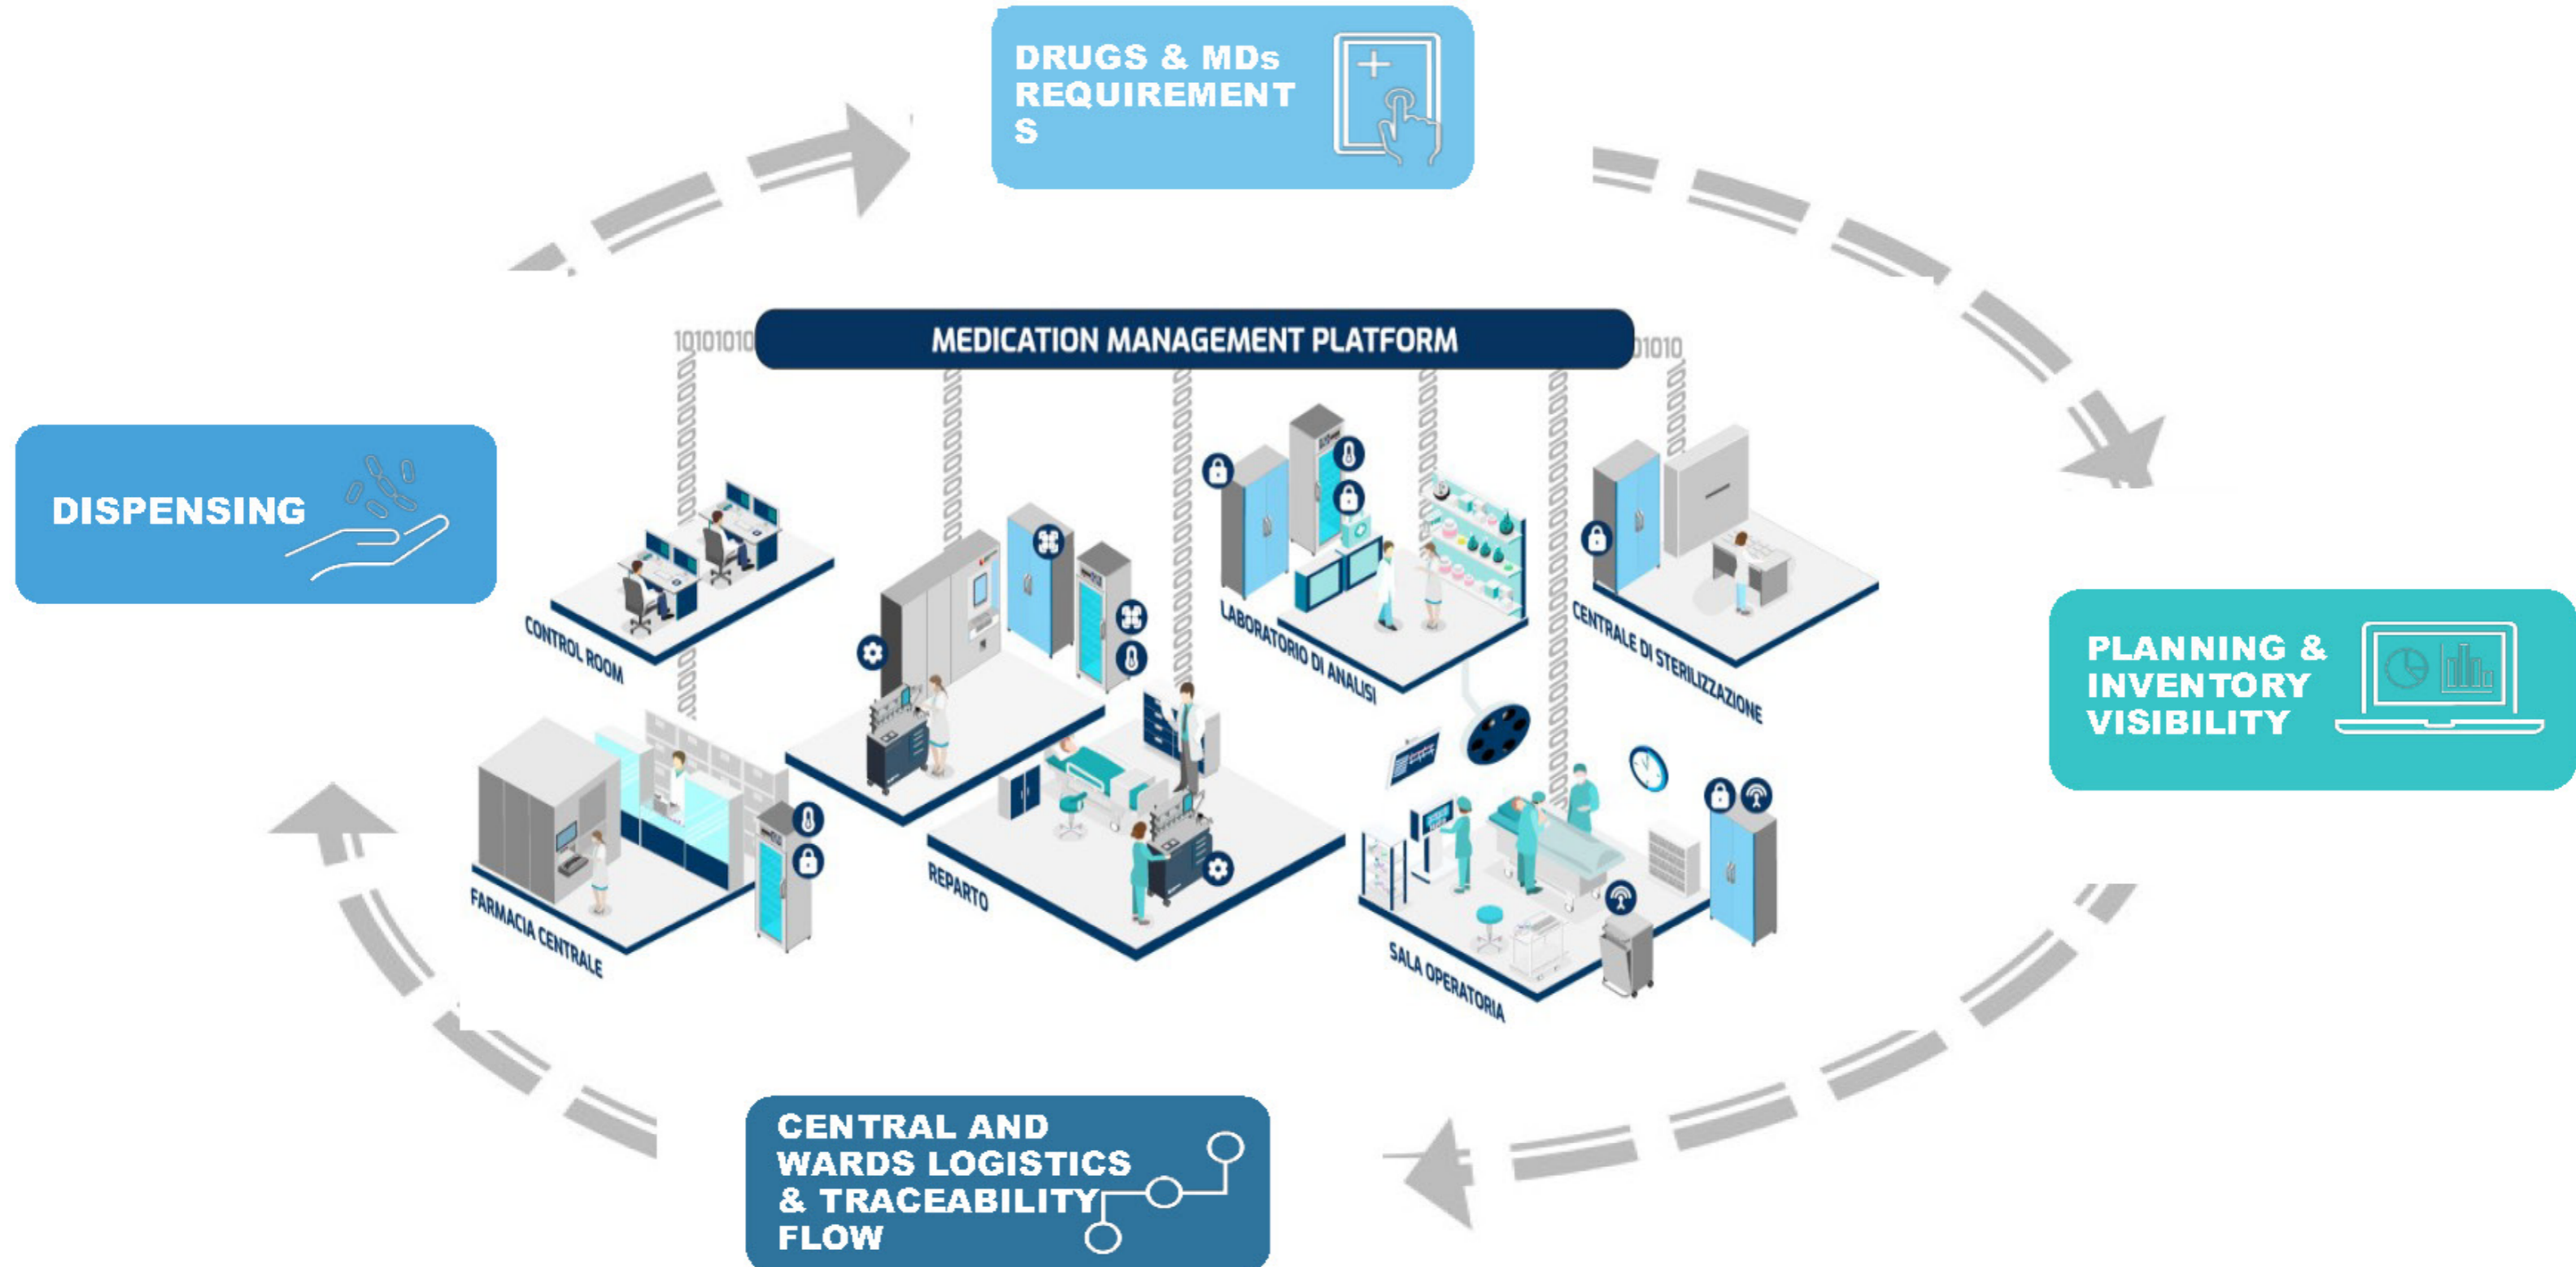 DRUGS & MDs
REQUIREMENT
S
10101010
MEDICATION MANAGEMENT PLATFORM
01010
DISPENSING
CONTROL ROOM
LABORATORIO DI ANALISI
CENTRALE DI STERILIZZAZIONE
PLANNING &
INVENTORY
VISIBILITY
FARMACIA CENTRALE
REPARTO
SALA OPERATORIA
CENTRAL AND
WARDS LOGISTICS
& TRACEABILITY
FLOW